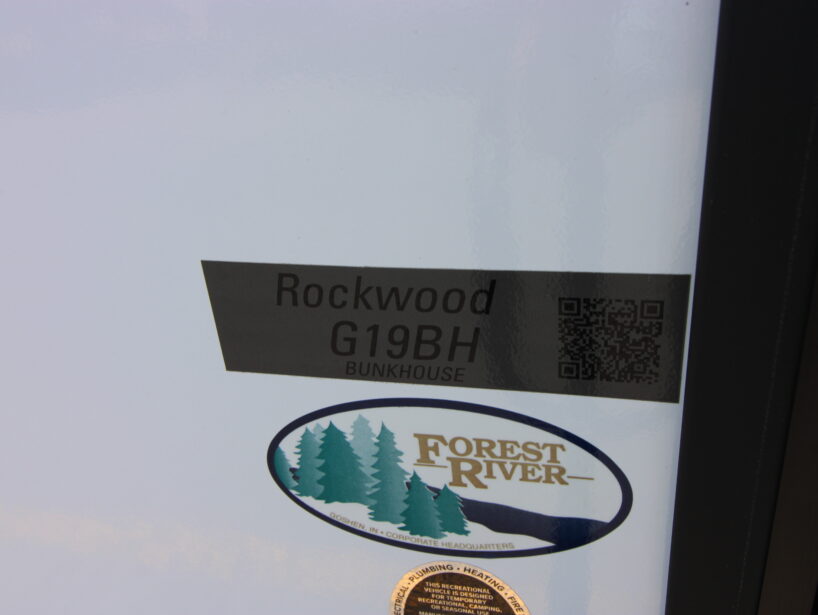 Rockwood
G19BH
BUNKHOUSE
FOREST
RIVER
GOSHEN, IN • CORPORATE HEADQUARTERS
PLUMBING • HEATING • FIRE
THIS RECREATIONAL
VEHICLE IS DESIGNED
FOR TEMPORARY
RECREATIONAL, CAMPING,
OR SEASONAL USE